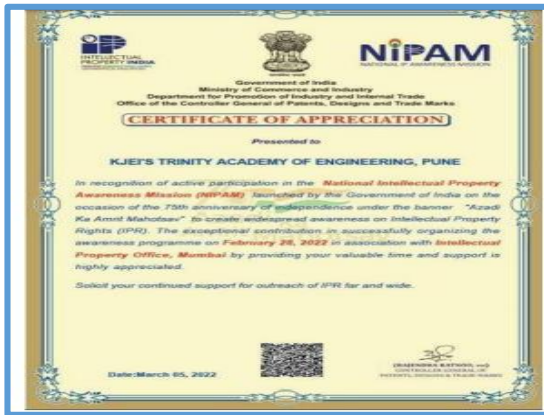 INTELLECTUAL
PROPERTY INDIA
NIPAM
NATIONAL IP AWARENESS MISSION
Government of India
Ministry of Commerce and Industry
Department for Promotion of Industry and Internal Trade
Office of the Controller General of Patents, Designs and Trade Marks
CERTIFICATE OF APPRECIATION
Presented to
KJEI'S TRINITY ACADEMY OF ENGINEERING, PUNE
In recognition of active participation in the National Intellectual Property
Awareness Mission (NIPAM) launched by the Government of India on the
occasion of the 75th anniversary of independence under the banner "Azadi
Ka Amrit Mahotsav" to create widespread awareness on Intellectual Property
Rights (IPR). The exceptional contribution in successfully organizing the
awareness programme on February 28, 2022 in association with Intellectual
Property Office, Mumbai by providing your valuable time and support is
highly appreciated.
Solicit your continued support for outreach of IPR far and wide.
Date:March 05, 2022
CONTROLLER GENERAL OF
PATENTS, DESIGNS & TRADE MARKS